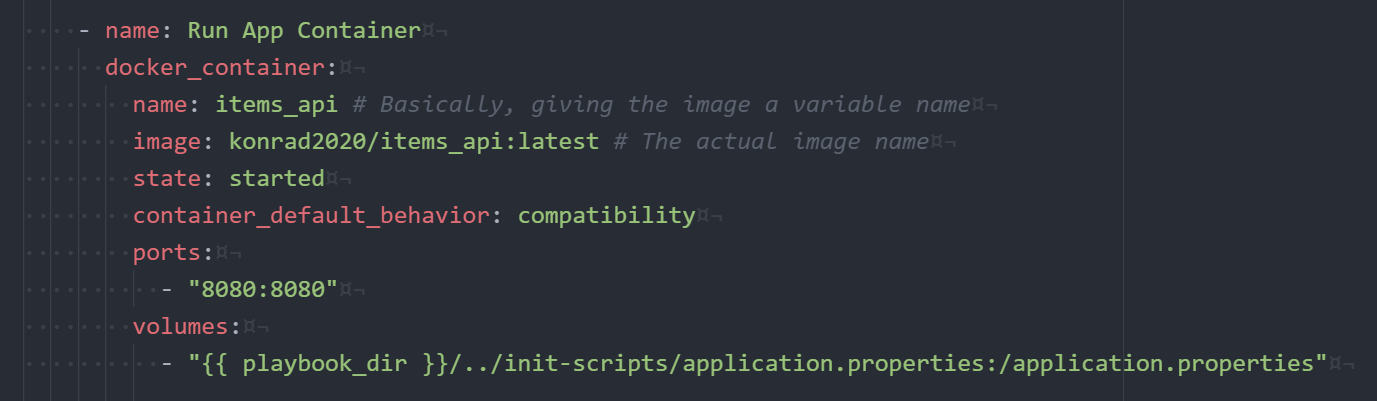 - name: Run App Container¤¬
docker_container:¤¬
name: items_api # Basically, giving the image a variable name¤¬
image: konrad2020/items_api:latest # The actual image name¤¬
state: started¤¬
container_default_behavior: compatibility¤¬
ports:¤¬
- "8080:8080"¤¬
volumes:¤¬
- "{{ playbook_dir }}/../init-scripts/application.properties:/application.properties"¤¬